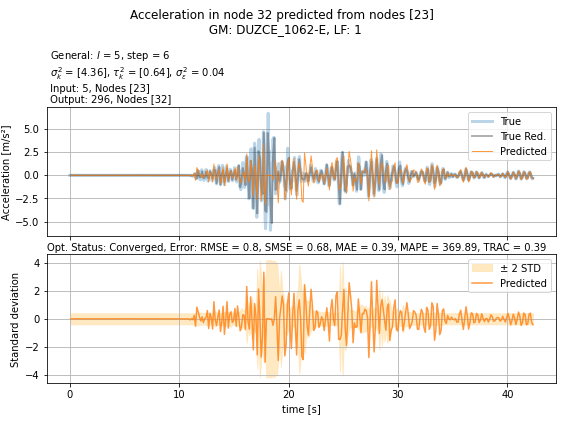 Acceleration in node 32 predicted from nodes [23]
GM: DUZCE_1062-E, LF: 1
General: l = 5, step = 6
σ²ₖ = [4.36], τ²ₖ = [0.64], σ²ε = 0.04
Input: 5, Nodes [23]
Output: 296, Nodes [32]
Acceleration [m/s²]
5.0
2.5
0.0
−2.5
−5.0
True
True Red.
Predicted
Opt. Status: Converged, Error: RMSE = 0.8, SMSE = 0.68, MAE = 0.39, MAPE = 369.89, TRAC = 0.39
Standard deviation
4
2
0
−2
−4
± 2 STD
Predicted
0 10 20 30 40
time [s]